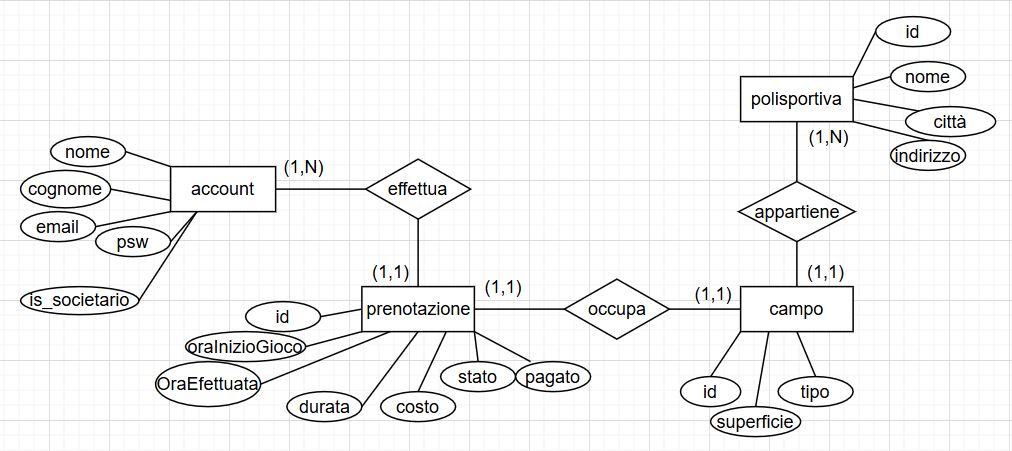 id
nome
polisportiva
città
(1,N)
indirizzo
nome
(1,N)
account
effettua
cognome
email
psw
appartiene
is_societario
(1,1)
(1,1)
(1,1)
(1,1)
id
prenotazione
occupa
campo
oraInizioGioco
OraEfettuata
stato
pagato
durata
costo
id
tipo
superficie